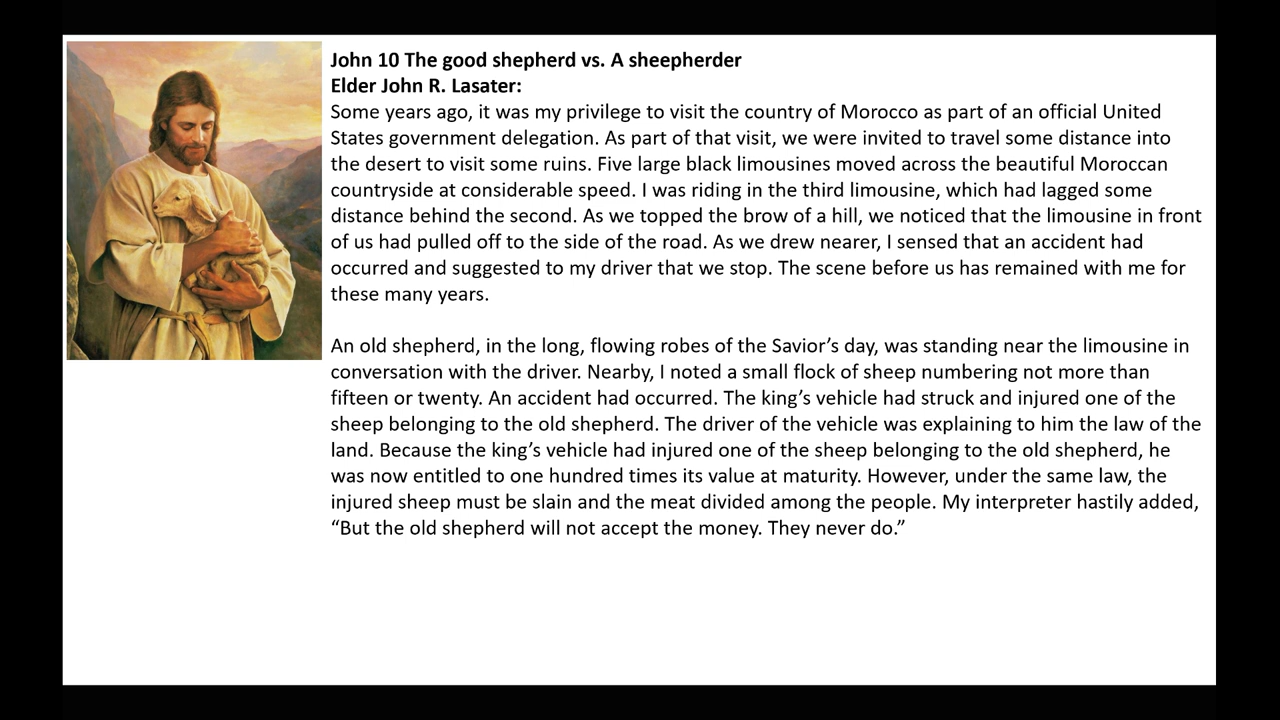 John 10 The good shepherd vs. A sheepherder
Elder John R. Lasater:
Some years ago, it was my privilege to visit the country of Morocco as part of an official United
States government delegation. As part of that visit, we were invited to travel some distance into
the desert to visit some ruins. Five large black limousines moved across the beautiful Moroccan
countryside at considerable speed. I was riding in the third limousine, which had lagged some
distance behind the second. As we topped the brow of a hill, we noticed that the limousine in front
of us had pulled off to the side of the road. As we drew nearer, I sensed that an accident had
occurred and suggested to my driver that we stop. The scene before us has remained with me for
these many years.
An old shepherd, in the long, flowing robes of the Savior’s day, was standing near the limousine in
conversation with the driver. Nearby, I noted a small flock of sheep numbering not more than
fifteen or twenty. An accident had occurred. The king’s vehicle had struck and injured one of the
sheep belonging to the old shepherd. The driver of the vehicle was explaining to him the law of the
land. Because the king’s vehicle had injured one of the sheep belonging to the old shepherd, he
was now entitled to one hundred times its value at maturity. However, under the same law, the
injured sheep must be slain and the meat divided among the people. My interpreter hastily added,
“But the old shepherd will not accept the money. They never do.”